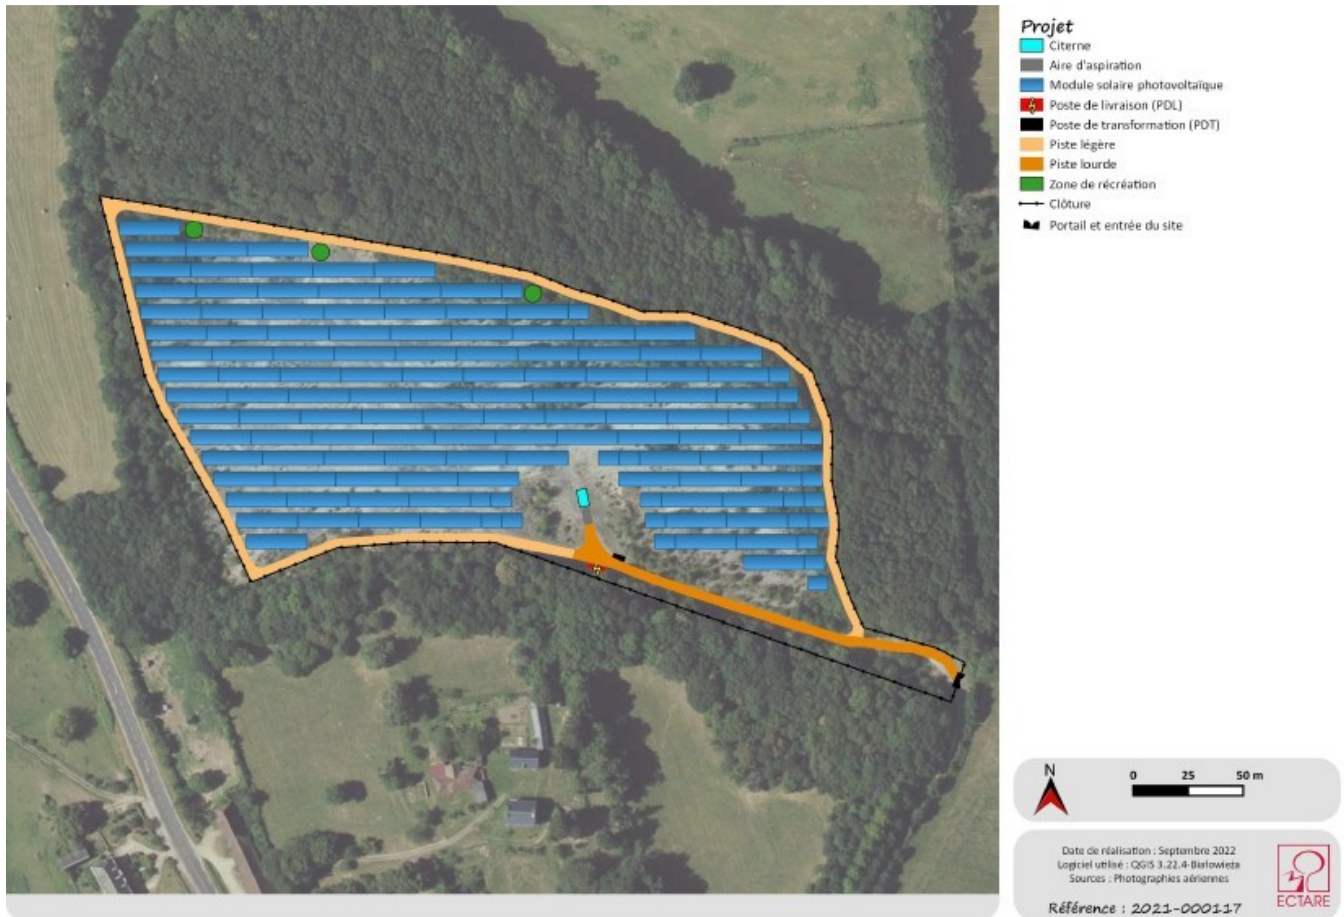 Projet
Citerne
Aire d'aspiration
Module solaire photovoltaïque
Poste de livraison (PDL)
Poste de transformation (PDT)
Piste légère
Piste lourde
Zone de récréation
Clôture
Portail et entrée du site
N
0 25 50 m
Date de réalisation : Septembre 2022
Logiciel utilisé : QGIS 3.22.4-Białowieża
Sources : Photographies aériennes
Référence : 2021-000117
ECTARE